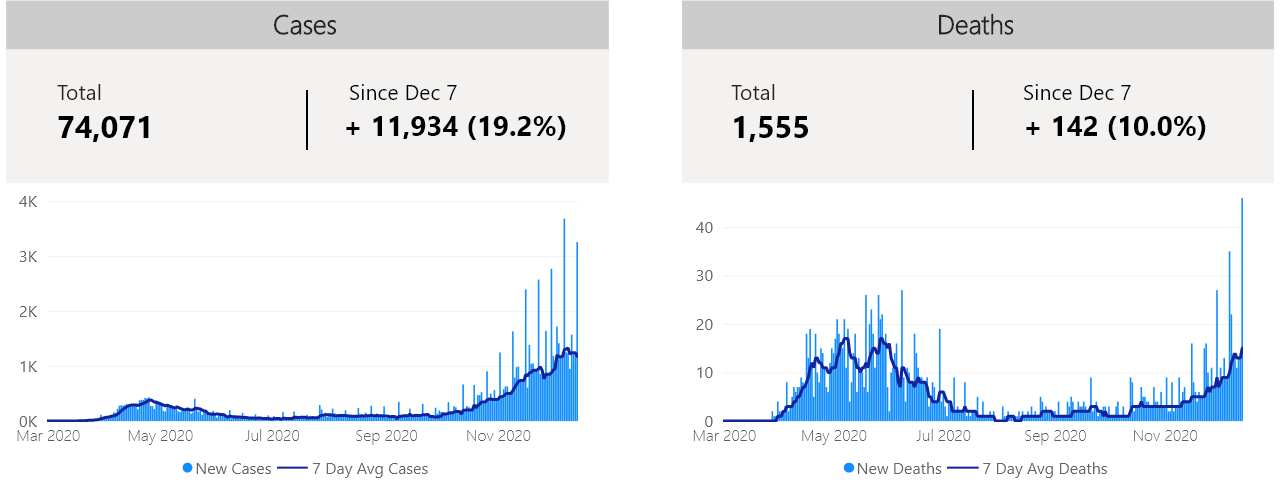 Cases
Total
74,071
Since Dec 7
+ 11,934 (19.2%)
4K
3K
2K
1K
0K
Mar 2020 May 2020 Jul 2020 Sep 2020 Nov 2020
New Cases 7 Day Avg Cases
Deaths
Total
1,555
Since Dec 7
+ 142 (10.0%)
40
30
20
10
0
Mar 2020 May 2020 Jul 2020 Sep 2020 Nov 2020
New Deaths 7 Day Avg Deaths